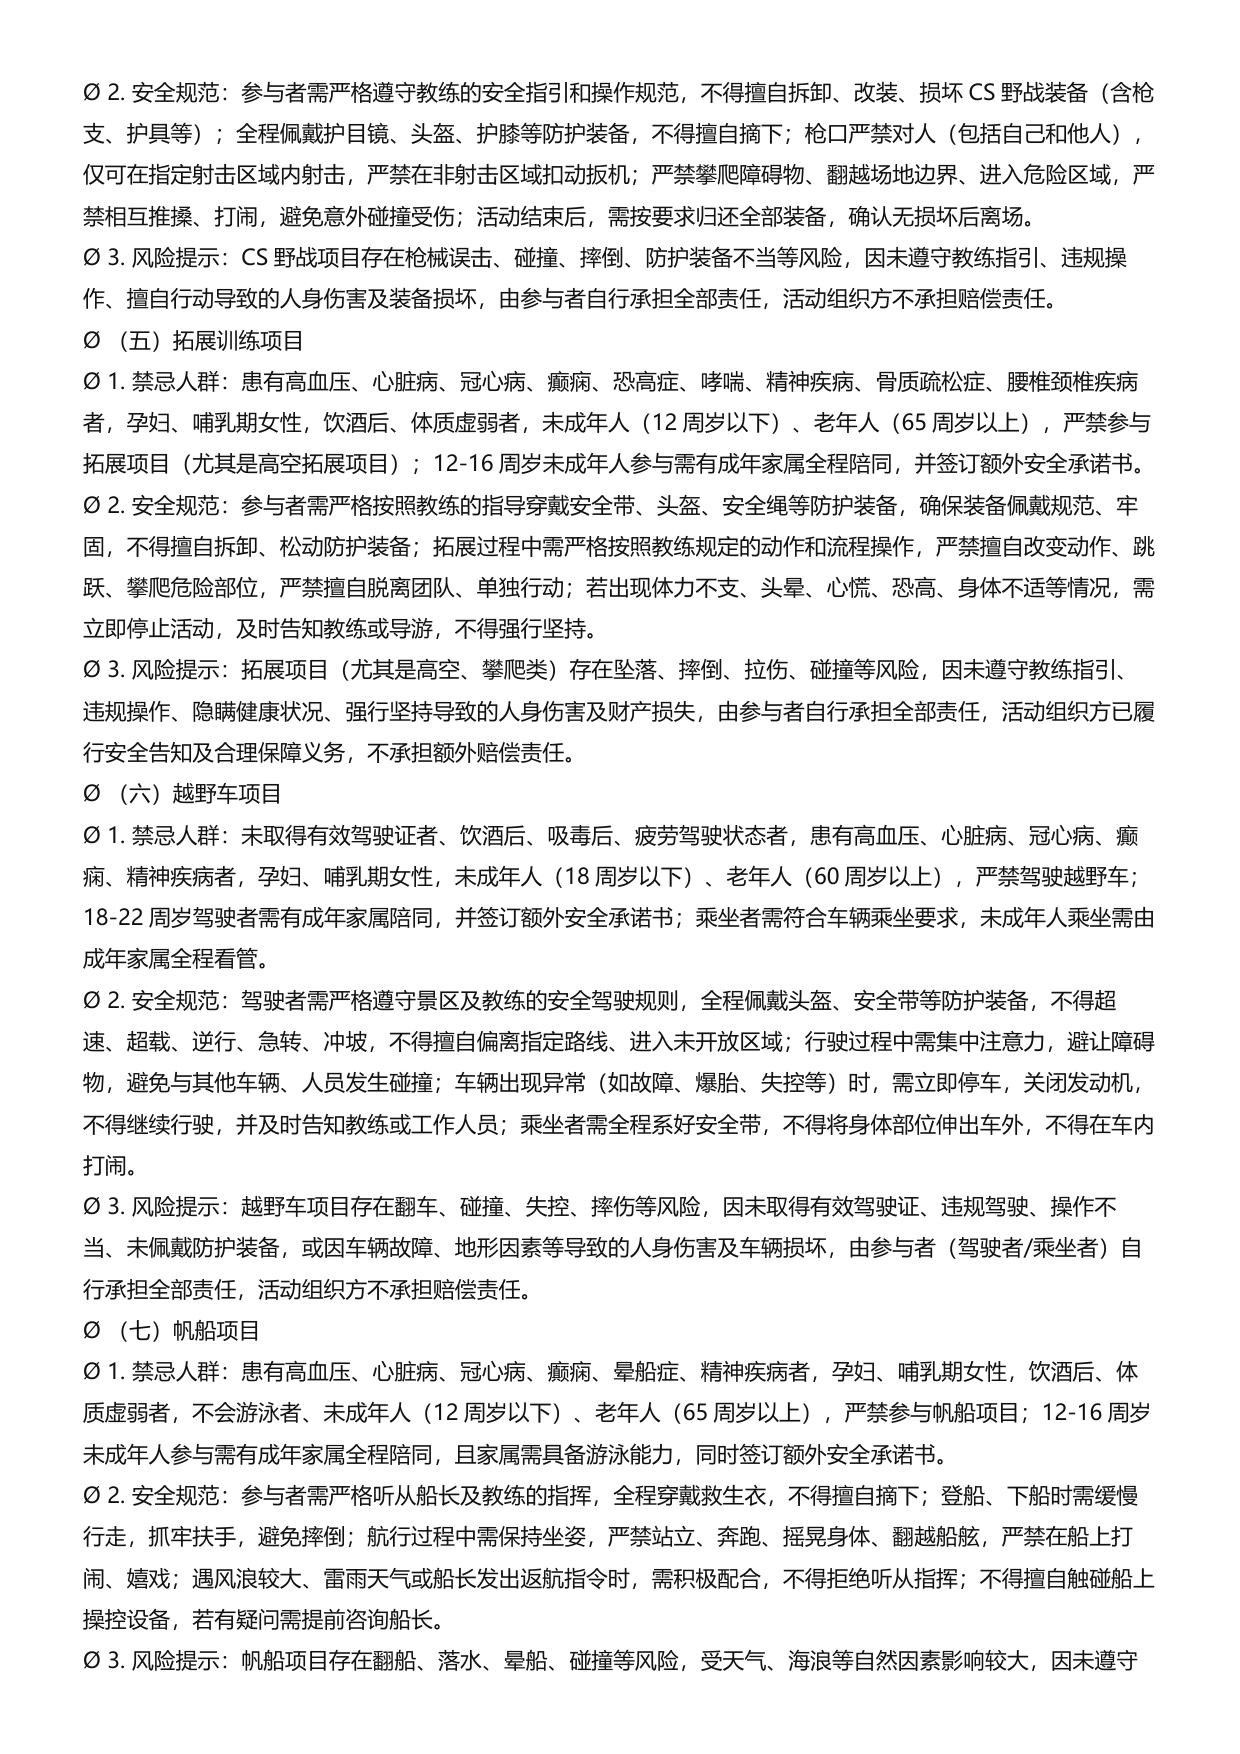 Ø 2. 安全规范：参与者需严格遵守教练的安全指引和操作规范，不得擅自拆卸、改装、损坏 CS 野战装备（含枪
支、护具等）；全程佩戴护目镜、头盔、护膝等防护装备，不得擅自摘下；枪口严禁对人（包括自己和他人），
仅可在指定射击区域内射击，严禁在非射击区域扣动扳机；严禁攀爬障碍物、翻越场地边界、进入危险区域，严
禁相互推搡、打闹，避免意外碰撞受伤；活动结束后，需按要求归还全部装备，确认无损坏后离场。
Ø 3. 风险提示：CS 野战项目存在枪械误击、碰撞、摔倒、防护装备不当等风险，因未遵守教练指引、违规操
作、擅自行动导致的人身伤害及装备损坏，由参与者自行承担全部责任，活动组织方不承担赔偿责任。
Ø （五）拓展训练项目
Ø 1. 禁忌人群：患有高血压、心脏病、冠心病、癫痫、恐高症、哮喘、精神疾病、骨质疏松症、腰椎颈椎疾病
者，孕妇、哺乳期女性，饮酒后、体质虚弱者，未成年人（12 周岁以下）、老年人（65 周岁以上），严禁参与
拓展项目（尤其是高空拓展项目）；12-16 周岁未成年人参与需有成年家属全程陪同，并签订额外安全承诺书。
Ø 2. 安全规范：参与者需严格按照教练的指导穿戴安全带、头盔、安全绳等防护装备，确保装备佩戴规范、牢
固，不得擅自拆卸、松动防护装备；拓展过程中需严格按照教练规定的动作和流程操作，严禁擅自改变动作、跳
跃、攀爬危险部位，严禁擅自脱离团队、单独行动；若出现体力不支、头晕、心慌、恐高、身体不适等情况，需
立即停止活动，及时告知教练或导游，不得强行坚持。
Ø 3. 风险提示：拓展项目（尤其是高空、攀爬类）存在坠落、摔倒、拉伤、碰撞等风险，因未遵守教练指引、
违规操作、隐瞒健康状况、强行坚持导致的人身伤害及财产损失，由参与者自行承担全部责任，活动组织方已履
行安全告知及合理保障义务，不承担额外赔偿责任。
Ø （六）越野车项目
Ø 1. 禁忌人群：未取得有效驾驶证者、饮酒后、吸毒后、疲劳驾驶状态者，患有高血压、心脏病、冠心病、癫
痫、精神疾病者，孕妇、哺乳期女性，未成年人（18 周岁以下）、老年人（60 周岁以上），严禁驾驶越野车；
18-22 周岁驾驶者需有成年家属陪同，并签订额外安全承诺书；乘坐者需符合车辆乘坐要求，未成年人乘坐需由
成年家属全程看管。
Ø 2. 安全规范：驾驶者需严格遵守景区及教练的安全驾驶规则，全程佩戴头盔、安全带等防护装备，不得超
速、超载、逆行、急转、冲坡，不得擅自偏离指定路线、进入未开放区域；行驶过程中需集中注意力，避让障碍
物，避免与其他车辆、人员发生碰撞；车辆出现异常（如故障、爆胎、失控等）时，需立即停车，关闭发动机，
不得继续行驶，并及时告知教练或工作人员；乘坐者需全程系好安全带，不得将身体部位伸出车外，不得在车内
打闹。
Ø 3. 风险提示：越野车项目存在翻车、碰撞、失控、摔伤等风险，因未取得有效驾驶证、违规驾驶、操作不
当、未佩戴防护装备，或因车辆故障、地形因素等导致的人身伤害及车辆损坏，由参与者（驾驶者/乘坐者）自
行承担全部责任，活动组织方不承担赔偿责任。
Ø （七）帆船项目
Ø 1. 禁忌人群：患有高血压、心脏病、冠心病、癫痫、晕船症、精神疾病者，孕妇、哺乳期女性，饮酒后、体
质虚弱者，不会游泳者、未成年人（12 周岁以下）、老年人（65 周岁以上），严禁参与帆船项目；12-16 周岁
未成年人参与需有成年家属全程陪同，且家属需具备游泳能力，同时签订额外安全承诺书。
Ø 2. 安全规范：参与者需严格听从船长及教练的指挥，全程穿戴救生衣，不得擅自摘下；登船、下船时需缓慢
行走，抓牢扶手，避免摔倒；航行过程中需保持坐姿，严禁站立、奔跑、摇晃身体、翻越船舷，严禁在船上打
闹、嬉戏；遇风浪较大、雷雨天气或船长发出返航指令时，需积极配合，不得拒绝听从指挥；不得擅自触碰船上
操控设备，若有疑问需提前咨询船长。
Ø 3. 风险提示：帆船项目存在翻船、落水、晕船、碰撞等风险，受天气、海浪等自然因素影响较大，因未遵守